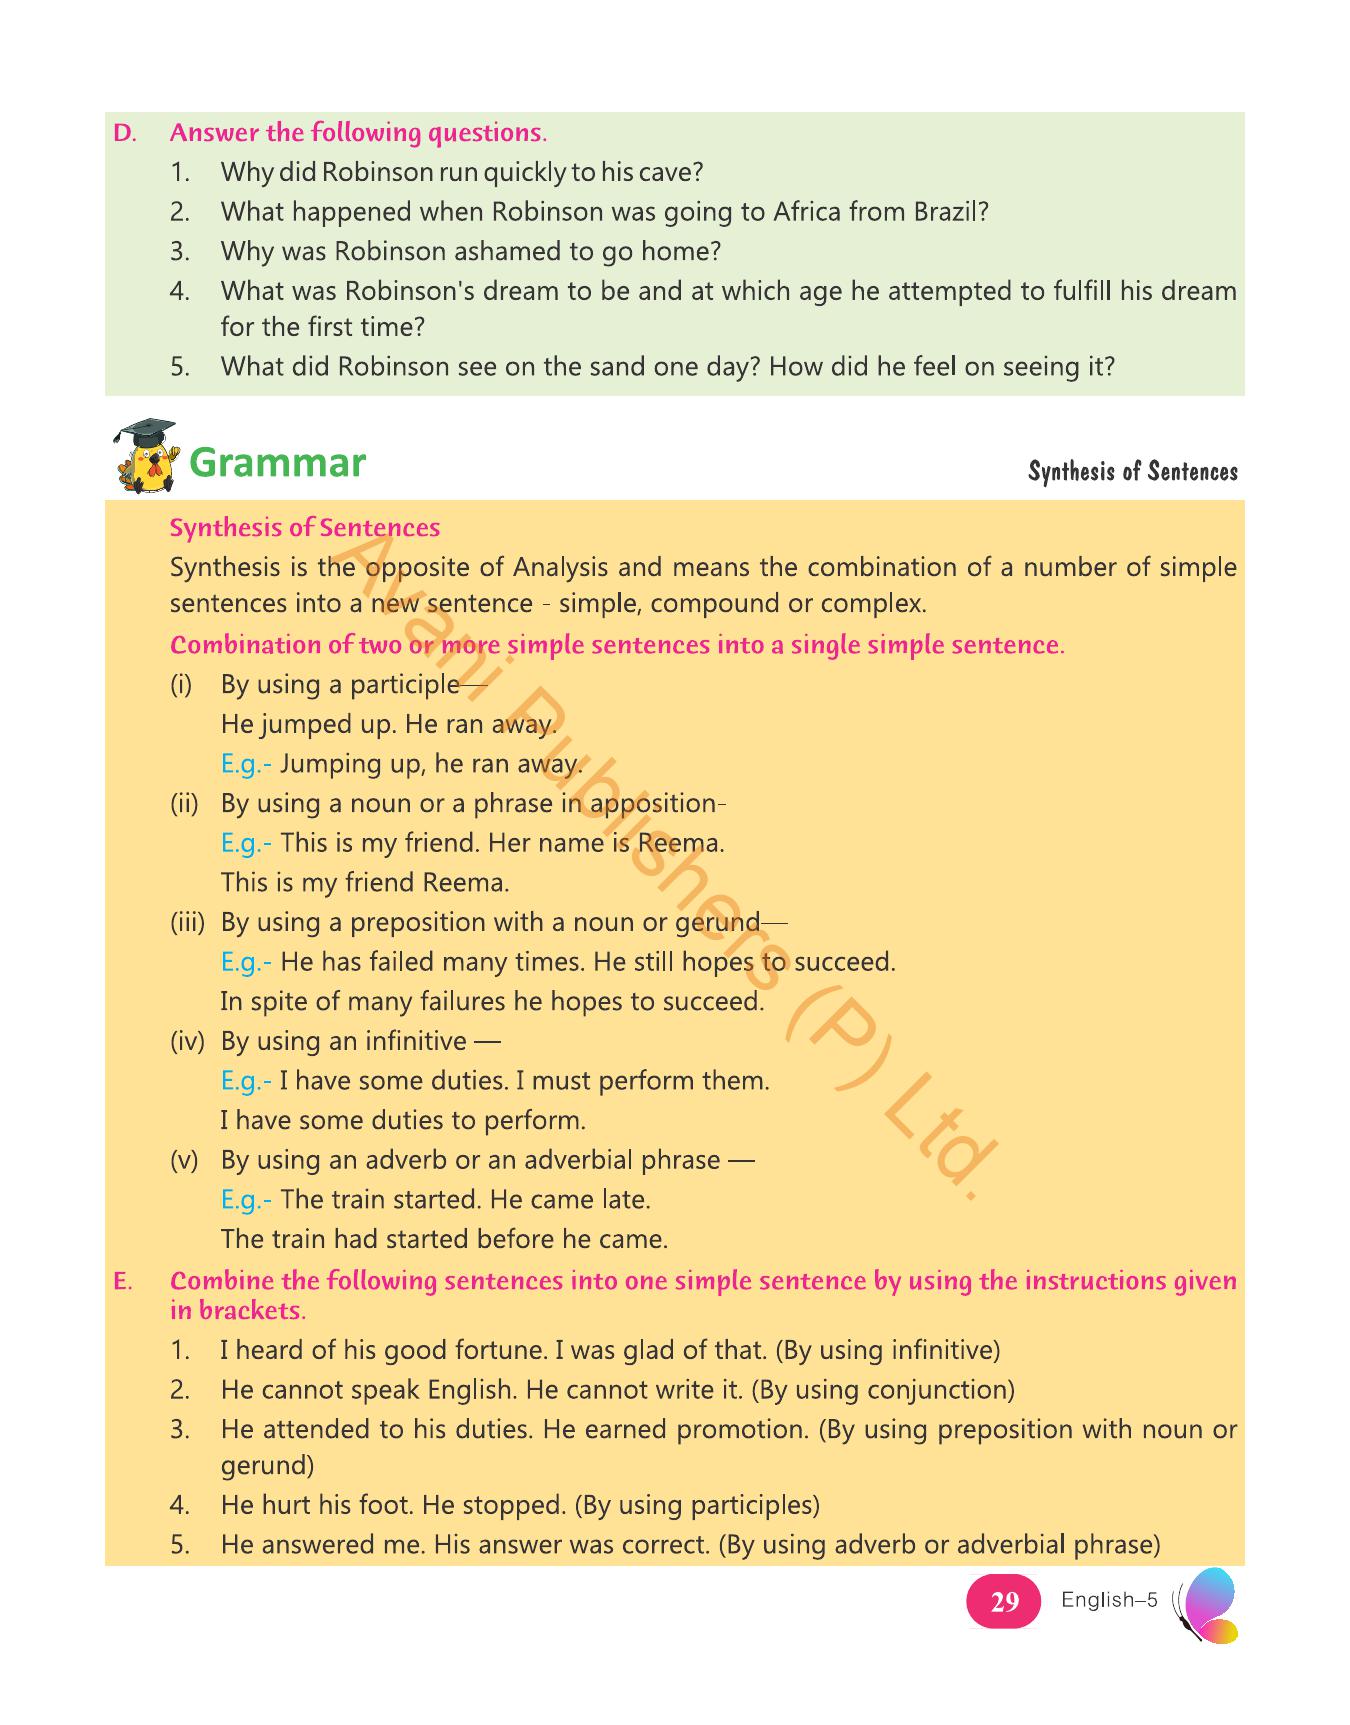 D. Answer the following questions.
1. Why did Robinson run quickly to his cave?
2. What happened when Robinson was going to Africa from Brazil?
3. Why was Robinson ashamed to go home?
4. What was Robinson's dream to be and at which age he attempted to fulfill his dream
for the first time?
5. What did Robinson see on the sand one day? How did he feel on seeing it?
Grammar
Synthesis of Sentences
Synthesis of Sentences
Synthesis is the opposite of Analysis and means the combination of a number of simple
sentences into a new sentence - simple, compound or complex.
Combination of two or more simple sentences into a single simple sentence.
(i) By using a participle—
He jumped up. He ran away.
E.g.- Jumping up, he ran away.
(ii) By using a noun or a phrase in apposition-
E.g.- This is my friend. Her name is Reema.
This is my friend Reema.
(iii) By using a preposition with a noun or gerund—
E.g.- He has failed many times. He still hopes to succeed.
In spite of many failures he hopes to succeed.
(iv) By using an infinitive —
E.g.- I have some duties. I must perform them.
I have some duties to perform.
(v) By using an adverb or an adverbial phrase —
E.g.- The train started. He came late.
The train had started before he came.
E. Combine the following sentences into one simple sentence by using the instructions given
in brackets.
1. I heard of his good fortune. I was glad of that. (By using infinitive)
2. He cannot speak English. He cannot write it. (By using conjunction)
3. He attended to his duties. He earned promotion. (By using preposition with noun or
gerund)
4. He hurt his foot. He stopped. (By using participles)
5. He answered me. His answer was correct. (By using adverb or adverbial phrase)
29 English–5
Avani Publishers (P) Ltd.